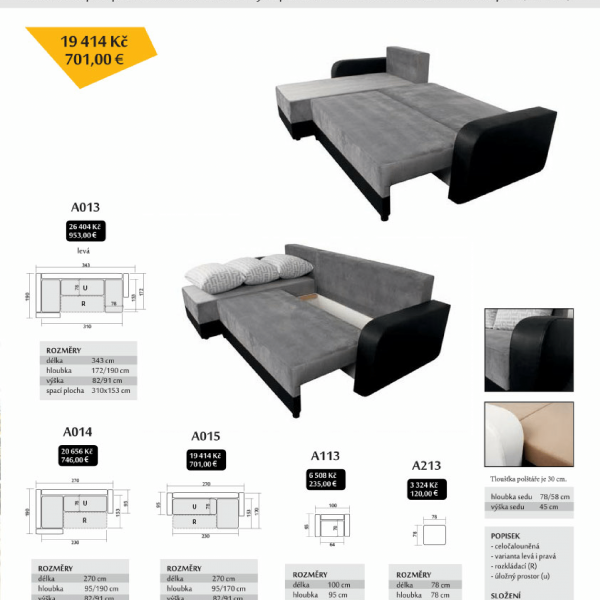 19 414 Kč
701,00 €
A013
26 404 Kč
953,00 €
levá
343
190
U
R
78
153
172
310
ROZMĚRY
délka 343 cm
hloubka 172/190 cm
výška 82/91 cm
spací plocha 310x153 cm
A014
20 656 Kč
746,00 €
270
190
U
R
153
95
230
ROZMĚRY
délka 270 cm
hloubka 95/190 cm
výška 82/91 cm
A015
19 414 Kč
701,00 €
270
95
U
R
153
170
230
ROZMĚRY
délka 270 cm
hloubka 95/170 cm
výška 82/91 cm
A113
6 508 Kč
235,00 €
100
95
64
ROZMĚRY
délka 100 cm
hloubka 95 cm
A213
3 324 Kč
120,00 €
78
78
ROZMĚRY
délka 78 cm
hloubka 78 cm
Tloušťka polštáře je 30 cm.
hloubka sedu 78/58 cm
výška sedu 45 cm
POPISEK
- celočalouněná
- varianta levá i pravá
- rozkládací (R)
- úložný prostor (u)
SLOŽENÍ